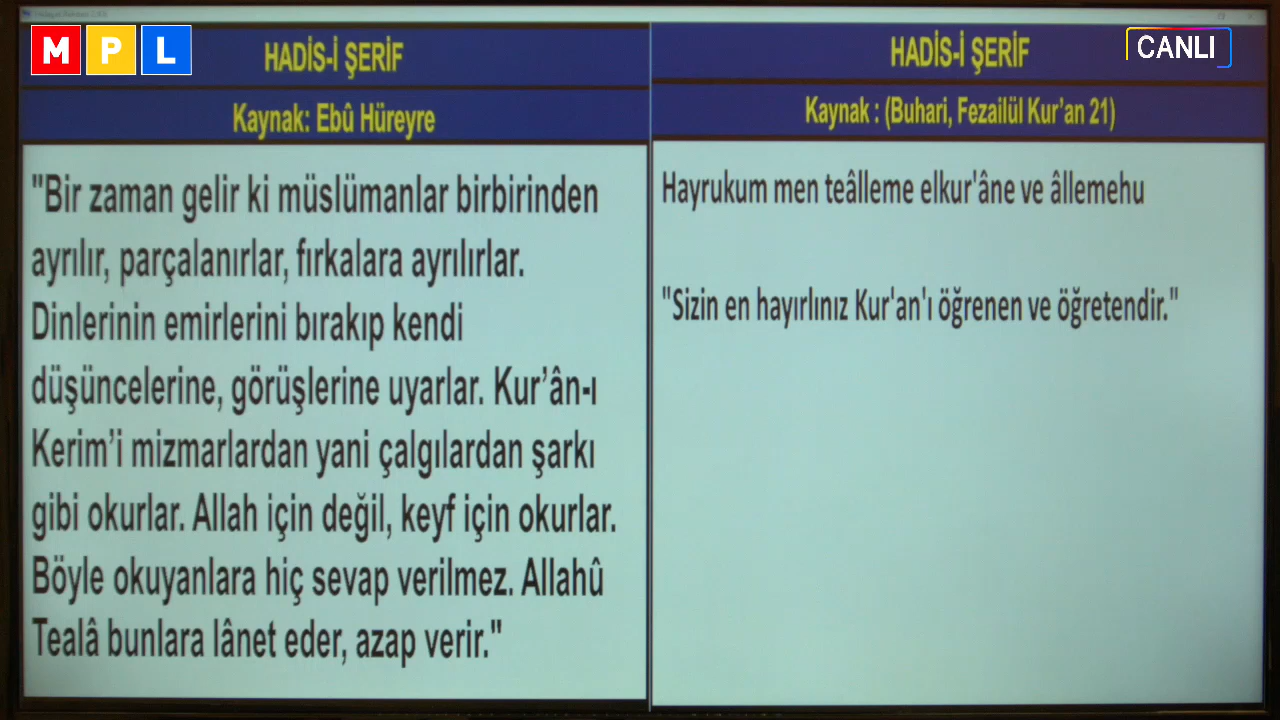 MPL
CANLI
HADİS-İ ŞERİF
Kaynak: Ebû Hüreyre
"Bir zaman gelir ki müslümanlar birbirinden
ayrılır, parçalanırlar, fırkalara ayrılırlar.
Dinlerinin emirlerini bırakıp kendi
düşüncelerine, görüşlerine uyarlar. Kur’ân-ı
Kerim’i mizmarlardan yani çalgılardan şarkı
gibi okurlar. Allah için değil, keyf için okurlar.
Böyle okuyanlara hiç sevap verilmez. Allahû
Tealâ bunlara lânet eder, azap verir."
HADİS-İ ŞERİF
Kaynak : (Buhari, Fezailül Kur’an 21)
Hayrukum men teâlleme elkur'âne ve âllemehu
"Sizin en hayırlınız Kur'an'ı öğrenen ve öğretendir."